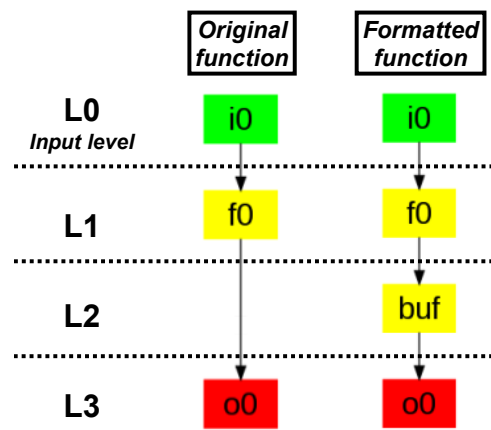 Original function
Formatted function
L0
Input level
i0
i0
L1
f0
f0
L2
buf
L3
o0
o0